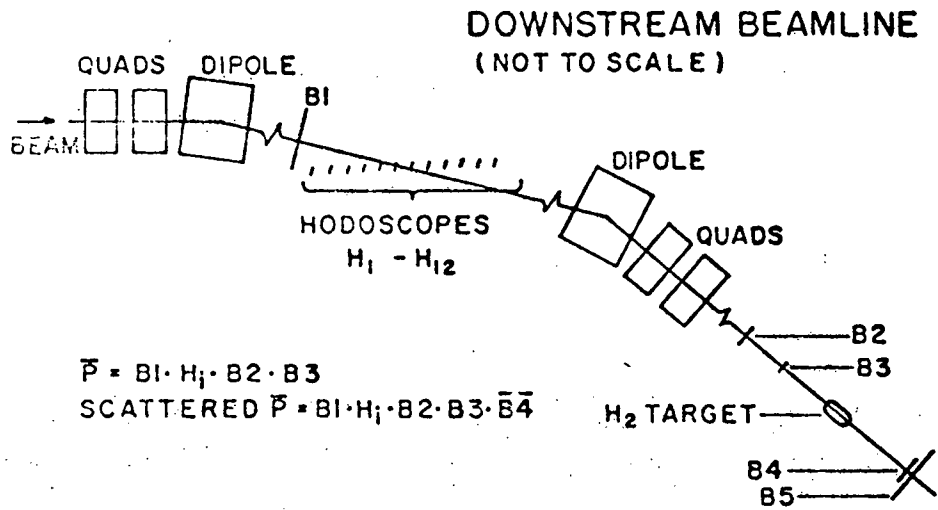 DOWNSTREAM BEAMLINE
(NOT TO SCALE)
QUADS DIPOLE
B1
BEAM
DIPOLE
HODOSCOPES
H₁ - H₁₂
QUADS
B2
B3
P̅ = B1· Hᵢ· B2· B3
SCATTERED P̅ = B1·Hᵢ·B2·B3·B̅4̅
H₂ TARGET
B4
B5